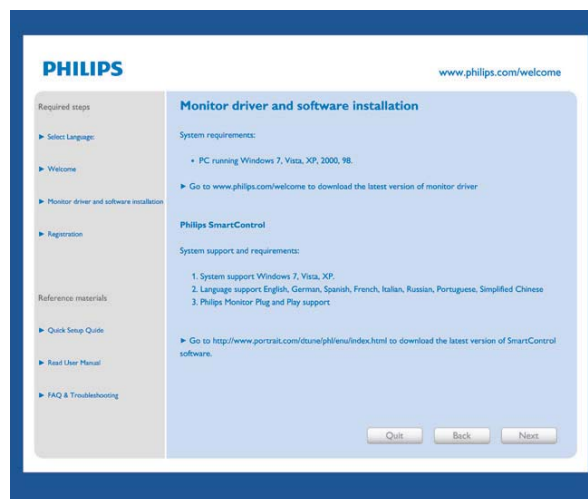 PHILIPS
www.philips.com/welcome
Required steps
▶ Select Language:
▶ Welcome
▶ Monitor driver and software installation
▶ Registration
Reference materials
▶ Quick Setup Quide
▶ Read User Manual
▶ FAQ & Troubleshooting
Monitor driver and software installation
System requirements:
• PC running Windows 7, Vista, XP, 2000, 98.
▶ Go to www.philips.com/welcome to download the latest version of monitor driver
Philips SmartControl
System support and requirements:
1. System support Windows 7, Vista, XP.
2. Language support English, German, Spanish, French, Italian, Russian, Portuguese, Simplified Chinese
3. Philips Monitor Plug and Play support
▶ Go to http://www.portrait.com/dtune/phl/enu/index.html to download the latest version of SmartControl
software.
Quit Back Next